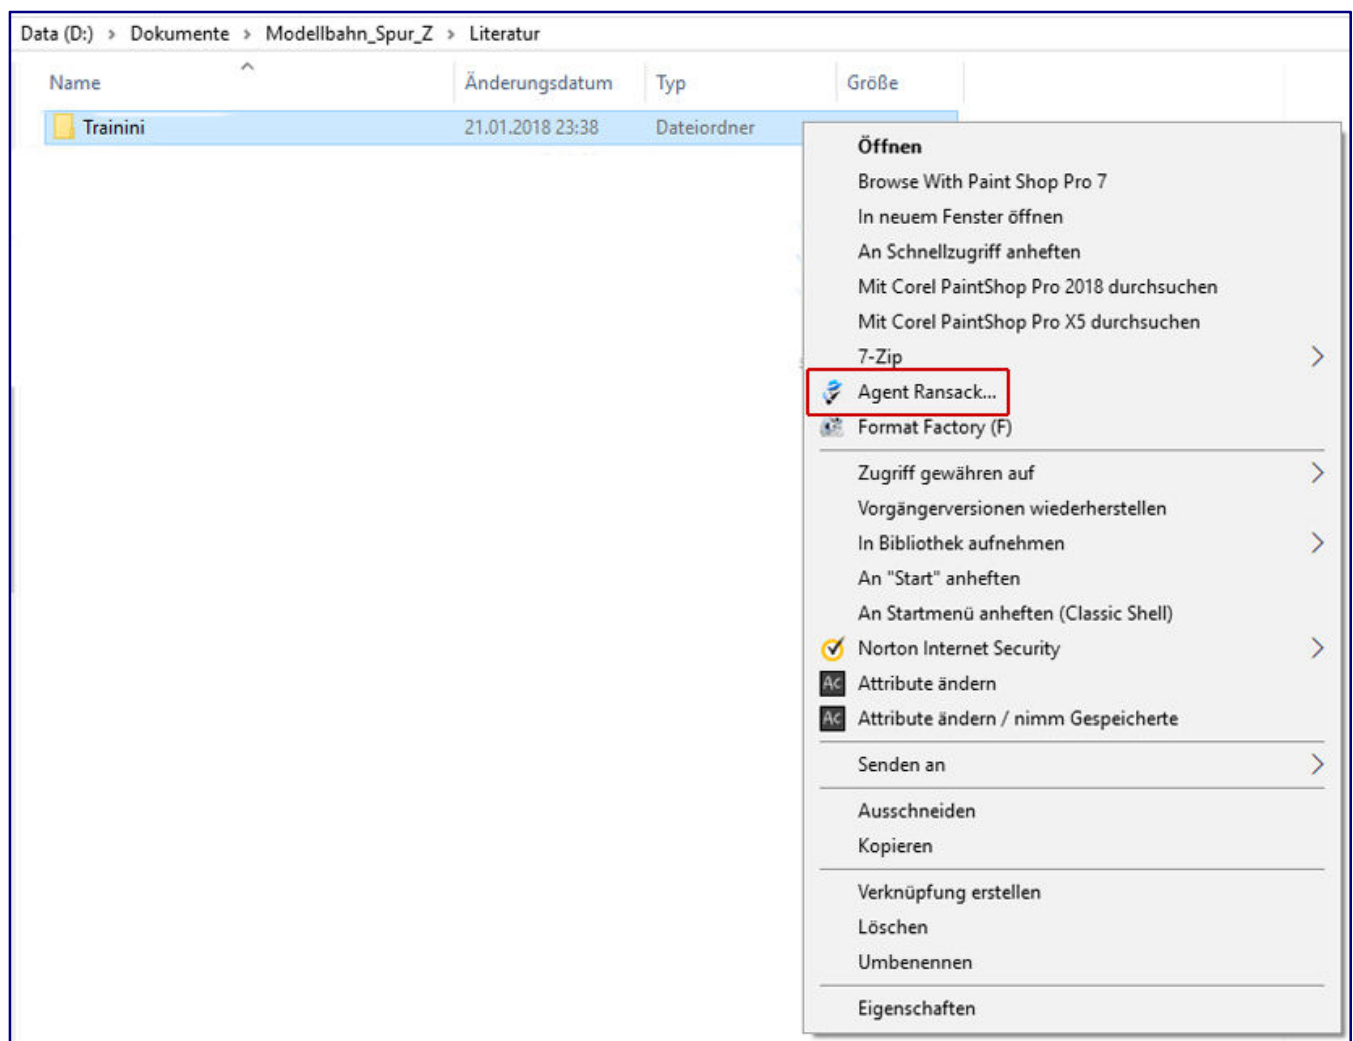 Data (D:) › Dokumente › Modellbahn_Spur_Z › Literatur
Name Änderungsdatum Typ Größe
Trainini 21.01.2018 23:38 Dateiordner
Öffnen
Browse With Paint Shop Pro 7
In neuem Fenster öffnen
An Schnellzugriff anheften
Mit Corel PaintShop Pro 2018 durchsuchen
Mit Corel PaintShop Pro X5 durchsuchen
7-Zip
Agent Ransack...
Format Factory (F)
Zugriff gewähren auf
Vorgängerversionen wiederherstellen
In Bibliothek aufnehmen
An "Start" anheften
An Startmenü anheften (Classic Shell)
Norton Internet Security
Ac Attribute ändern
Ac Attribute ändern / nimm Gespeicherte
Senden an
Ausschneiden
Kopieren
Verknüpfung erstellen
Löschen
Umbenennen
Eigenschaften